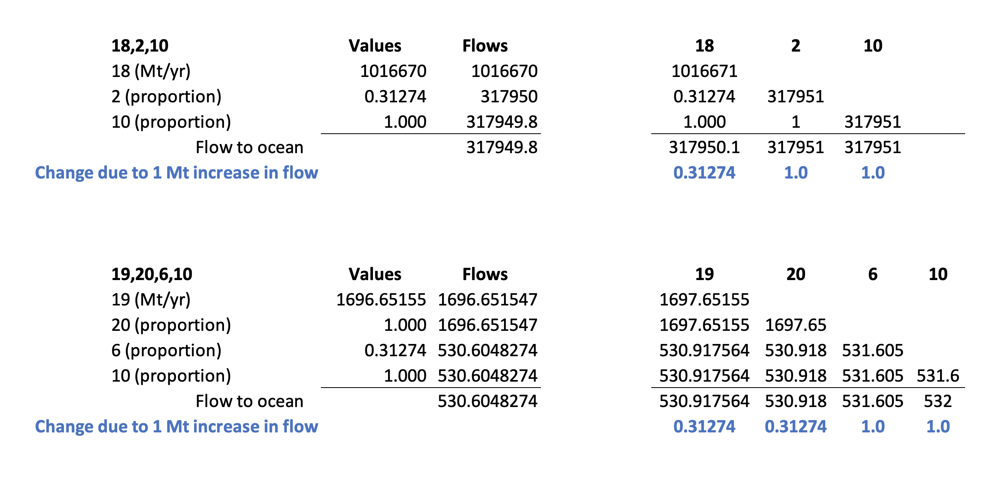 18,2,10 Values Flows 18 2 10
18 (Mt/yr) 1016670 1016670 1016671
2 (proportion) 0.31274 317950 0.31274 317951
10 (proportion) 1.000 317949.8 1.000 1 317951
Flow to ocean 317949.8 317950.1 317951 317951
Change due to 1 Mt increase in flow 0.31274 1.0 1.0
19,20,6,10 Values Flows 19 20 6 10
19 (Mt/yr) 1696.65155 1696.651547 1697.65155
20 (proportion) 1.000 1696.651547 1697.65155 1697.65
6 (proportion) 0.31274 530.6048274 530.917564 530.918 531.605
10 (proportion) 1.000 530.6048274 530.917564 530.918 531.605 531.6
Flow to ocean 530.6048274 530.917564 530.918 531.605 532
Change due to 1 Mt increase in flow 0.31274 0.31274 1.0 1.0